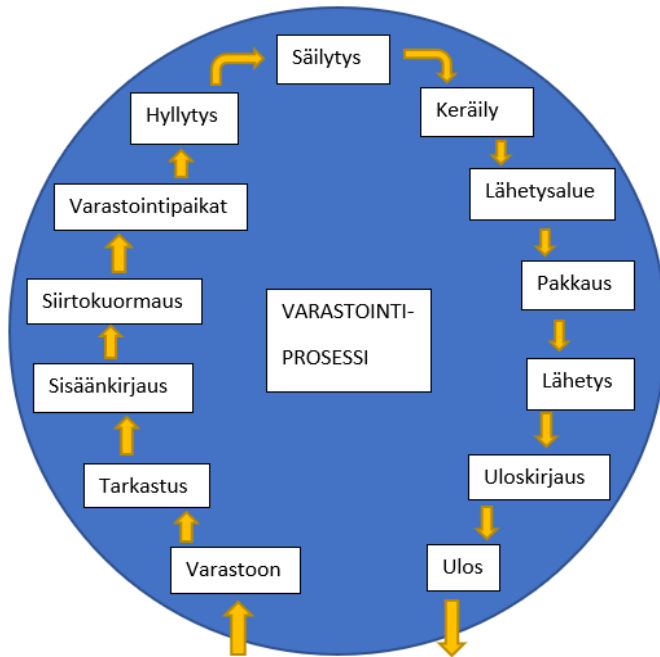 Säilytys
Hyllytys
Keräily
Varastointipaikat
Lähetysalue
Siirtokuormaus
Pakkaus
VARASTOINTI-
PROSESSI
Sisäänkirjaus
Lähetys
Tarkastus
Uloskirjaus
Varastoon
Ulos